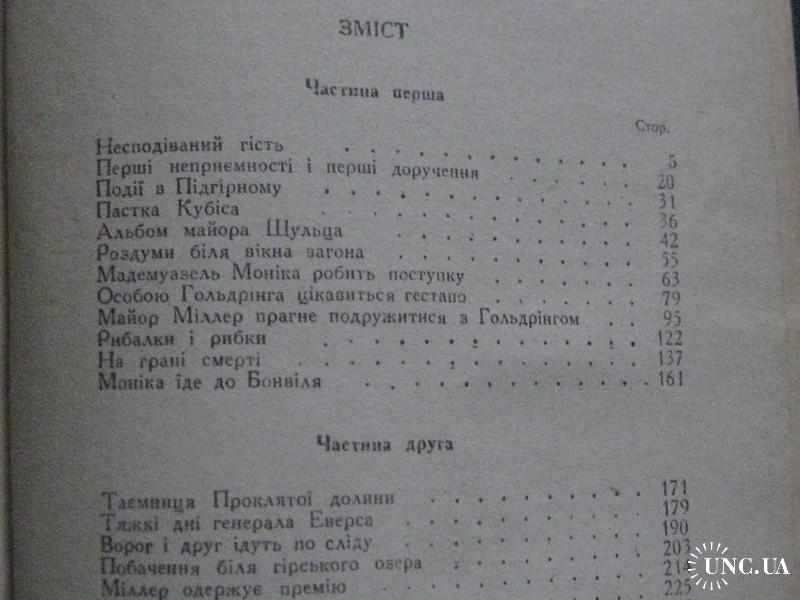 ЗМІСТ
Частина перша
Стор.
Несподіваний гість . . . . . . . . . . . . 5
Перші неприємності і перші доручення . . . . . . 20
Події в Підгірному . . . . . . . . . . . . 31
Пастка Кубіса . . . . . . . . . . . . 36
Альбом майора Шульца . . . . . . . . . . 42
Роздуми біля вікна вагона . . . . . . . . . . 55
Мадемуазель Моніка робить поступку . . . . . . 63
Особою Гольдрінга цікавиться гестапо . . . . . . 79
Майор Міллер прагне подружитися з Гольдрінгом . . 95
Рибалки і рибки . . . . . . . . . . . . 122
На грані смерті . . . . . . . . . . . . 137
Моніка їде до Бонвіля . . . . . . . . . . 161
Частина друга
Таємниця Проклятої долини . . . . . . . . . 171
Тяжкі дні генерала Еверса . . . . . . . . . 179
Ворог і друг ідуть по сліду . . . . . . . . . 190
Побачення біля гірського озера . . . . . . . . 203
Міллер одержує премію . . . . . . . . . 214
225
UNC.UA